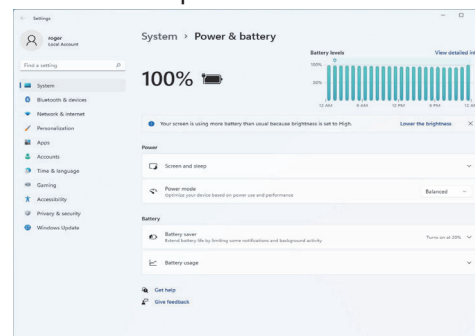 Settings
roger
Local Account
Find a setting
System
Bluetooth & devices
Network & internet
Personalization
Apps
Accounts
Time & language
Gaming
Accessibility
Privacy & security
Windows Update
System > Power & battery
100%
Battery levels
View detailed inf
100%
50%
12 AM 6 AM 12 PM 6 PM 12 AM
Your screen is using more battery than usual because brightness is set to High.
Lower the brightness
Power
Screen and sleep
Power mode
Optimize your device based on power use and performance
Balanced
Battery
Battery saver
Extend battery life by limiting some notifications and background activity
Turns on at 20%
Battery usage
Get help
Give feedback